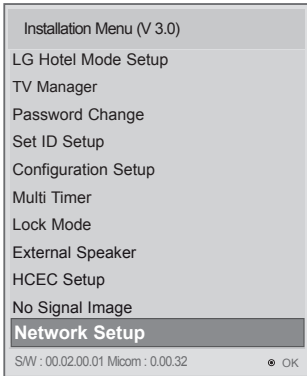 Installation Menu (V 3.0)
LG Hotel Mode Setup
TV Manager
Password Change
Set ID Setup
Configuration Setup
Multi Timer
Lock Mode
External Speaker
HCEC Setup
No Signal Image
Network Setup
S/W : 00.02.00.01 Micom : 0.00.32 OK